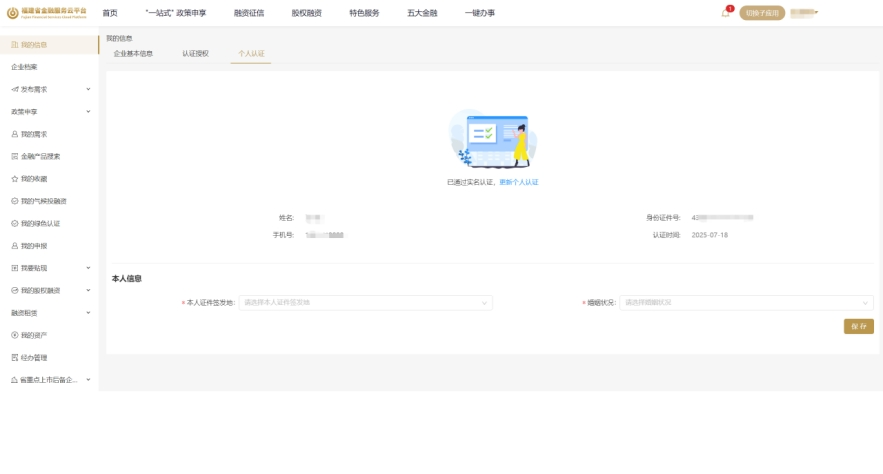 福建省金融服务云平台
首页 “一站式”政策申享 融资征信 股权融资 特色服务 五大金融 一键办事
1
切换子应用
我的信息
企业档案
发布需求
政策申享
我的需求
金融产品搜索
我的收藏
我的气候投融资
我的绿色认证
我的申报
我要贴现
我的股权融资
融资租赁
我的资产
经办管理
省重点上市后备企...
我的信息
企业基本信息 认证授权 个人认证
已通过实名认证，更新个人认证
姓名: 身份证件号: 43
手机号: 认证时间: 2025-07-18
本人信息
* 本人证件签发地: 请选择本人证件签发地 * 婚姻状况: 请选择婚姻状况
保存